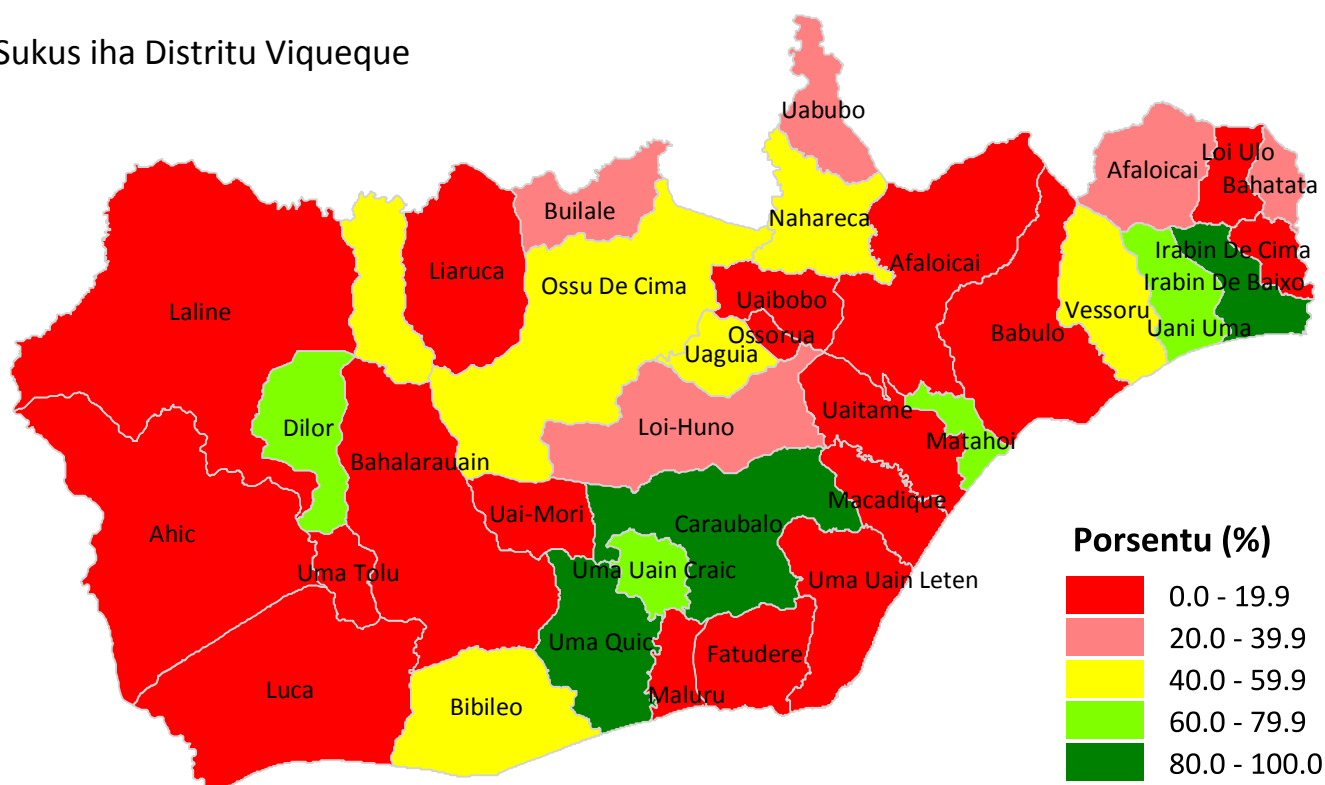 Sukus iha Distritu Viqueque
Uabubo
Loi Ulo
Afaloicai
Bahatata
Builale
Nahareca
Irabin De Cima
Afaloicai
Liaruca
Irabin De Baixo
Ossu De Cima
Uaibobo
Laline
Vessoru
Uani Uma
Ossorua
Babulo
Uaguia
Uaitame
Dilor
Loi-Huno
Matahoi
Bahalarauain
Macadique
Uai-Mori
Caraubalo
Ahic
Uma Tolu
Uma Uain Craic
Uma Uain Leten
Uma Quic
Fatudere
Luca
Maluru
Bibileo
Porsentu (%)
0.0 - 19.9
20.0 - 39.9
40.0 - 59.9
60.0 - 79.9
80.0 - 100.0